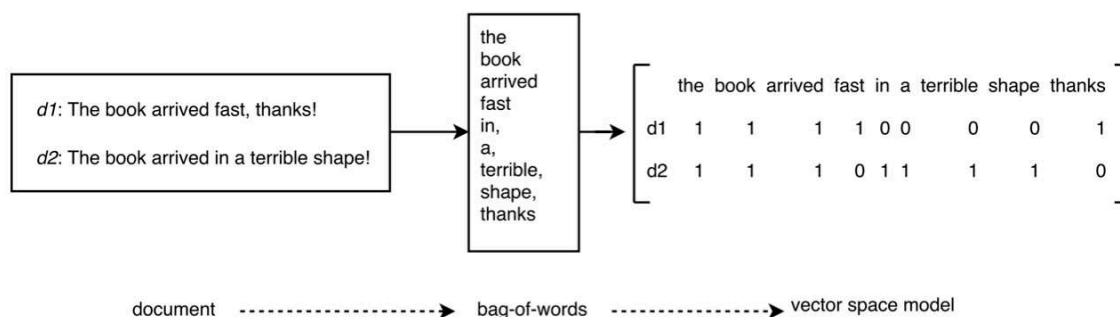 d1: The book arrived fast, thanks!
d2: The book arrived in a terrible shape!
the
book
arrived
fast
in,
a,
terrible,
shape,
thanks
the book arrived fast in a terrible shape thanks
d1 1 1 1 1 0 0 0 0 1
d2 1 1 1 0 1 1 1 1 0
document bag-of-words vector space model